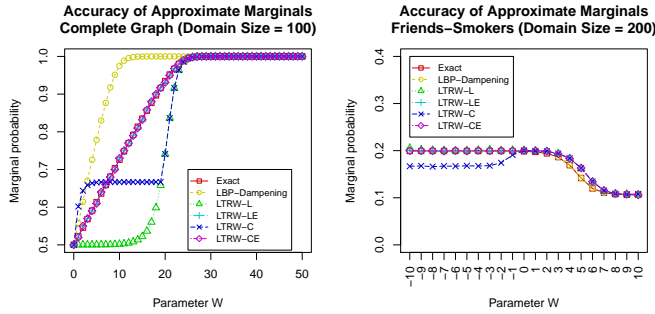 Accuracy of Approximate Marginals
Complete Graph (Domain Size = 100)
Marginal probability
1.0
0.9
0.8
0.7
0.6
0.5
Exact
LBP−Dampening
LTRW−L
LTRW−LE
LTRW−C
LTRW−CE
0 10 20 30 40 50
Parameter W
Accuracy of Approximate Marginals
Friends−Smokers (Domain Size = 200)
Marginal probability
0.4
0.3
0.2
0.1
0.0
Exact
LBP−Dampening
LTRW−L
LTRW−LE
LTRW−C
LTRW−CE
−10 −9 −8 −7 −6 −5 −4 −3 −2 −1 0 1 2 3 4 5 6 7 8 9 10
Parameter W